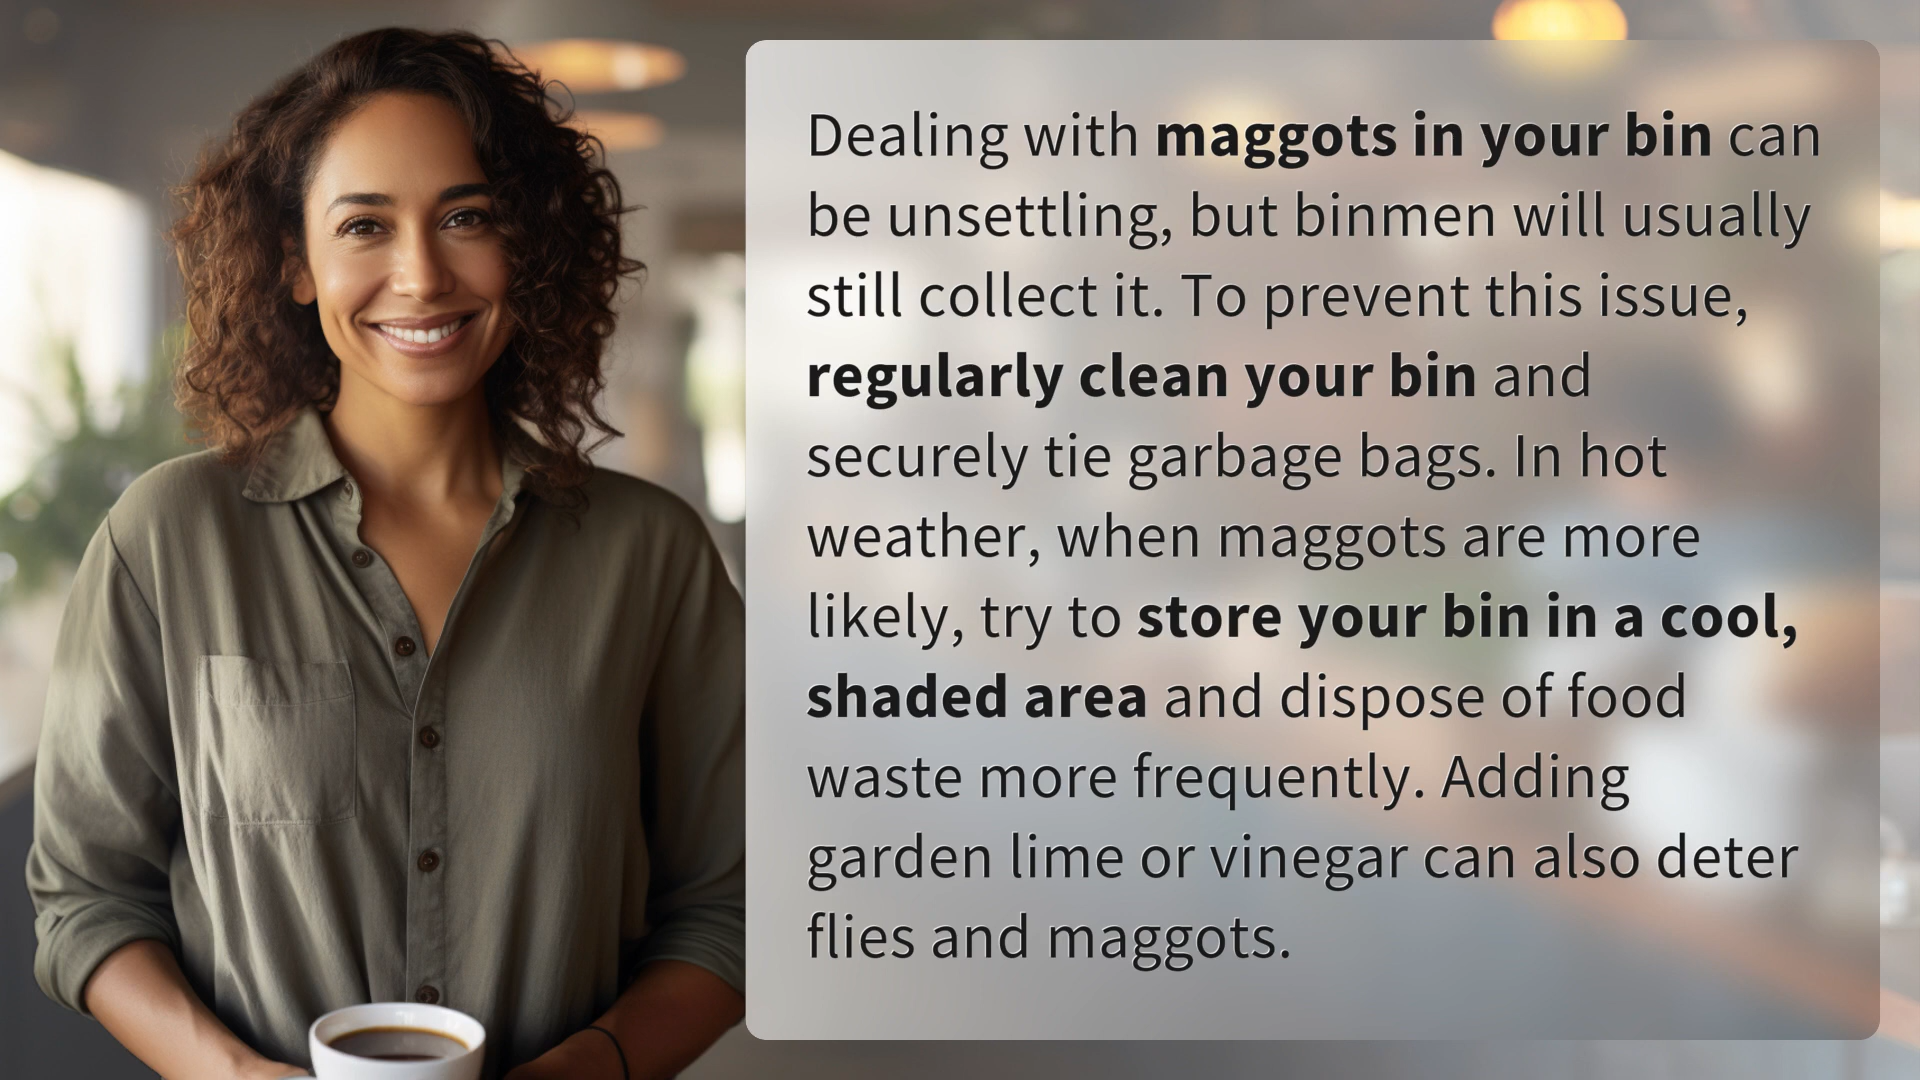 Dealing with maggots in your bin can
be unsettling, but binmen will usually
still collect it. To prevent this issue,
regularly clean your bin and
securely tie garbage bags. In hot
weather, when maggots are more
likely, try to store your bin in a cool,
shaded area and dispose of food
waste more frequently. Adding
garden lime or vinegar can also deter
flies and maggots.